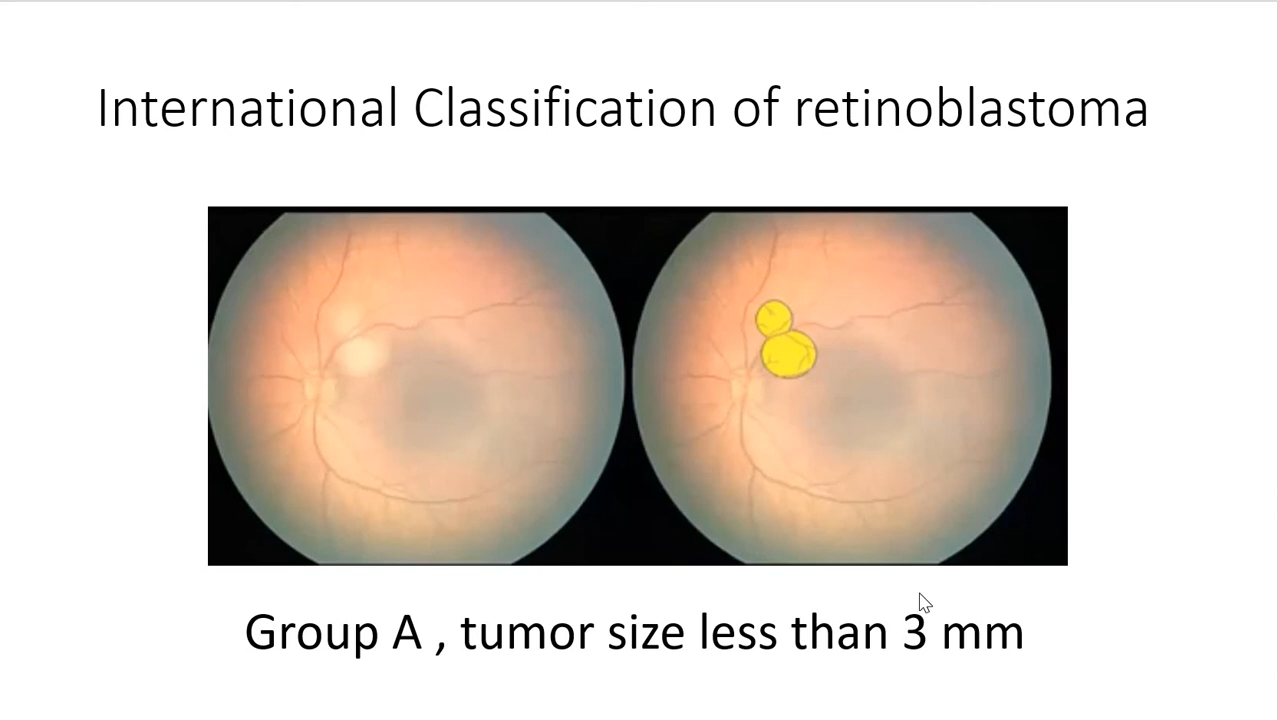 International Classification of retinoblastoma
Group A , tumor size less than 3 mm